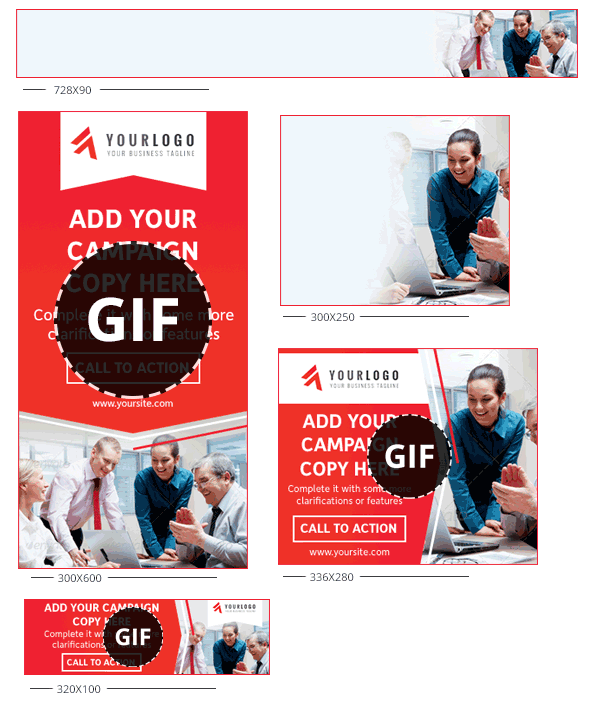 728X90
YOURLOGO
YOUR BUSINESS TAGLINE
ADD YOUR
CAMPAIGN
COPY HERE
GIF
Complete it with some more
clarifications or features
CALL TO ACTION
www.yoursite.com
300X600
300X250
YOURLOGO
YOUR BUSINESS TAGLINE
ADD YOUR
CAMPAIGN
COPY HERE
GIF
Complete it with some more
clarifications or features
CALL TO ACTION
www.yoursite.com
336X280
ADD YOUR CAMPAIGN
COPY HERE
Complete it with
clarifications or features
CALL TO ACTION
GIF
YOURLOGO
320X100